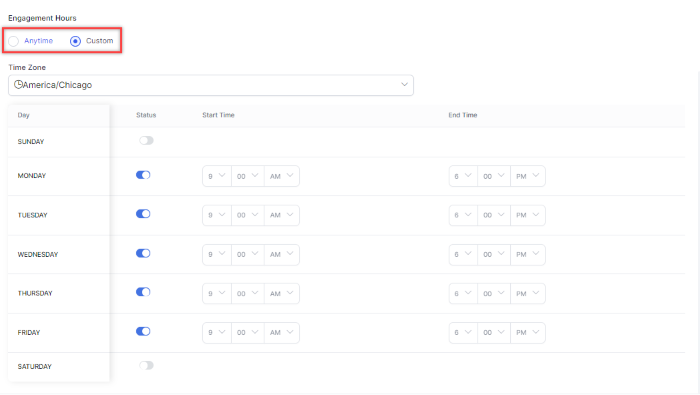 Engagement Hours
Anytime Custom
Time Zone
America/Chicago
Day Status Start Time End Time
SUNDAY
MONDAY 9 00 AM 6 00 PM
TUESDAY 9 00 AM 6 00 PM
WEDNESDAY 9 00 AM 6 00 PM
THURSDAY 9 00 AM 6 00 PM
FRIDAY 9 00 AM 6 00 PM
SATURDAY